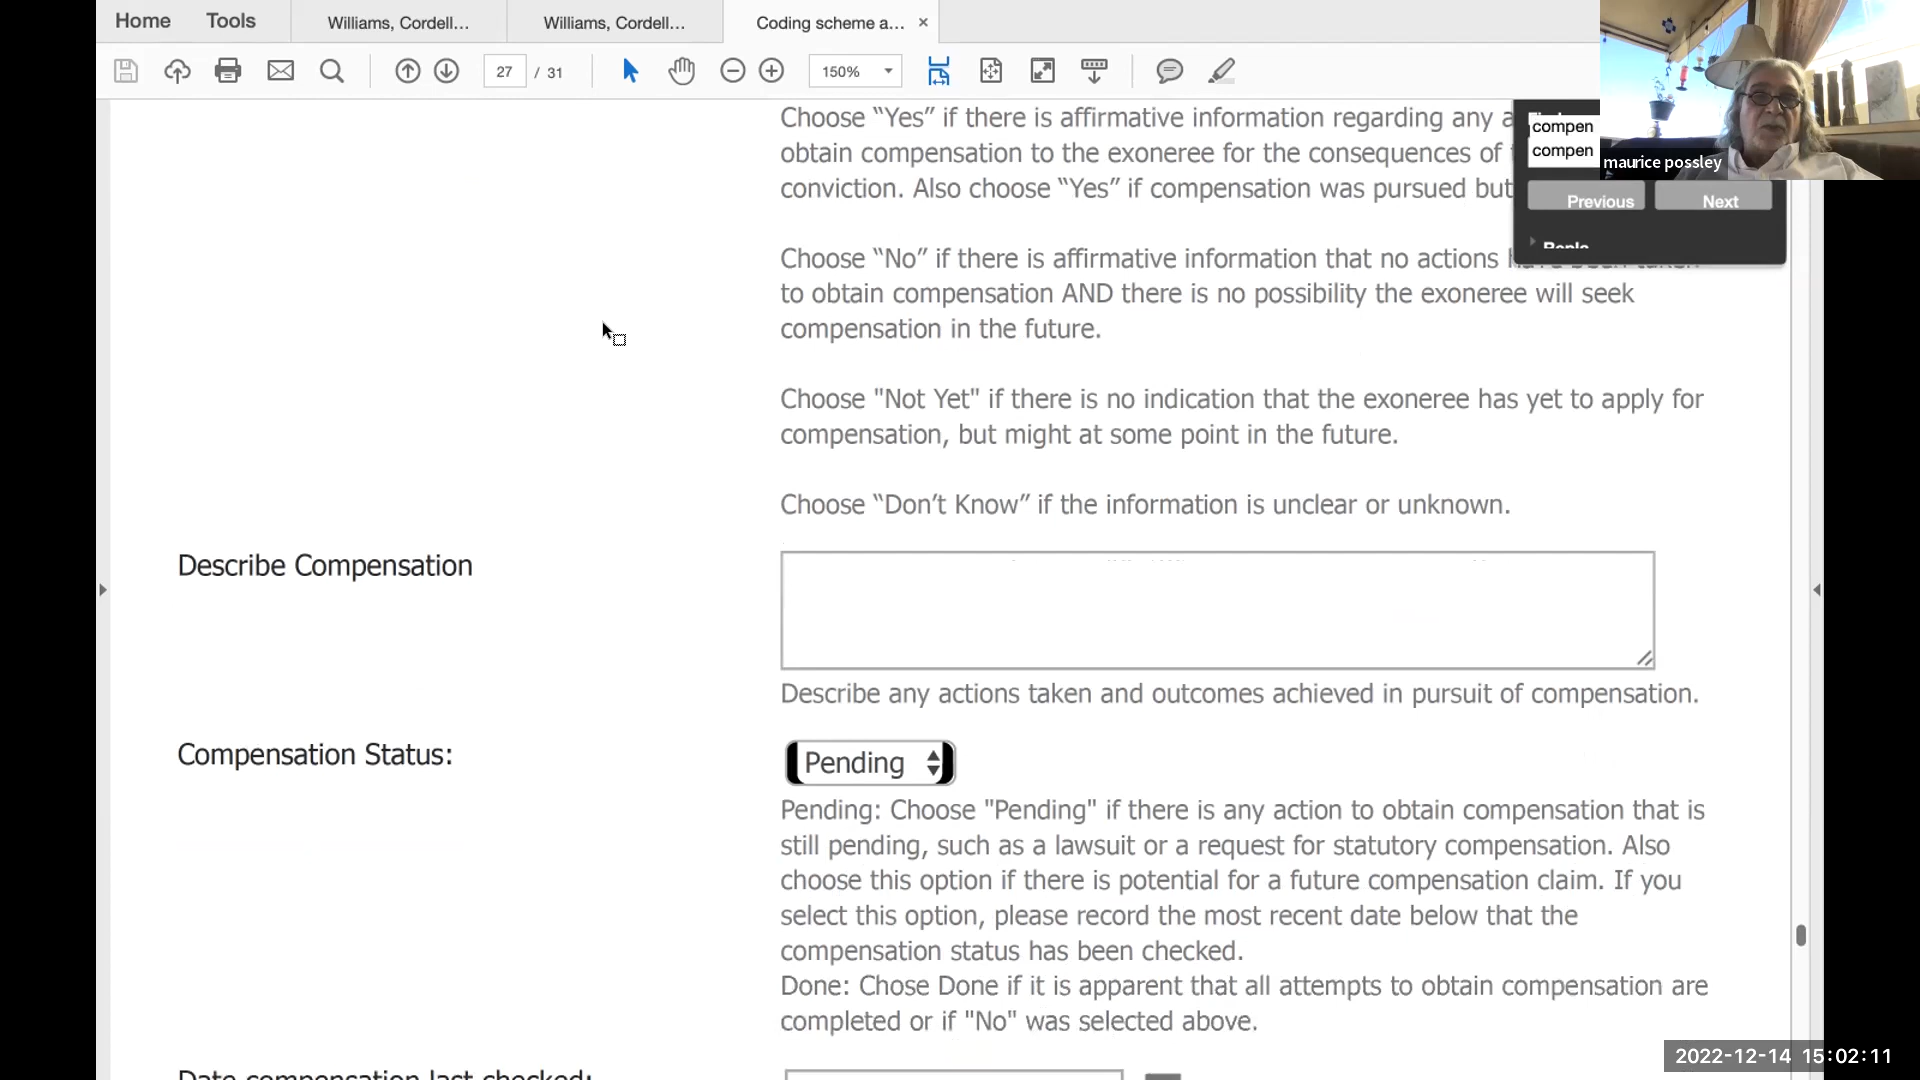 Home Tools Williams, Cordell... Williams, Cordell... Coding scheme a... ×
27 / 31 150%
Choose “Yes” if there is affirmative information regarding any a
obtain compensation to the exoneree for the consequences of
conviction. Also choose “Yes” if compensation was pursued but
compen
compen
maurice possley
Previous Next
Choose “No” if there is affirmative information that no actions have been taken
to obtain compensation AND there is no possibility the exoneree will seek
compensation in the future.
Choose "Not Yet" if there is no indication that the exoneree has yet to apply for
compensation, but might at some point in the future.
Choose “Don’t Know” if the information is unclear or unknown.
Describe Compensation
Describe any actions taken and outcomes achieved in pursuit of compensation.
Compensation Status:
Pending
Pending: Choose "Pending" if there is any action to obtain compensation that is
still pending, such as a lawsuit or a request for statutory compensation. Also
choose this option if there is potential for a future compensation claim. If you
select this option, please record the most recent date below that the
compensation status has been checked.
Done: Chose Done if it is apparent that all attempts to obtain compensation are
completed or if "No" was selected above.
Date compensation last checked:
2022-12-14 15:02:11